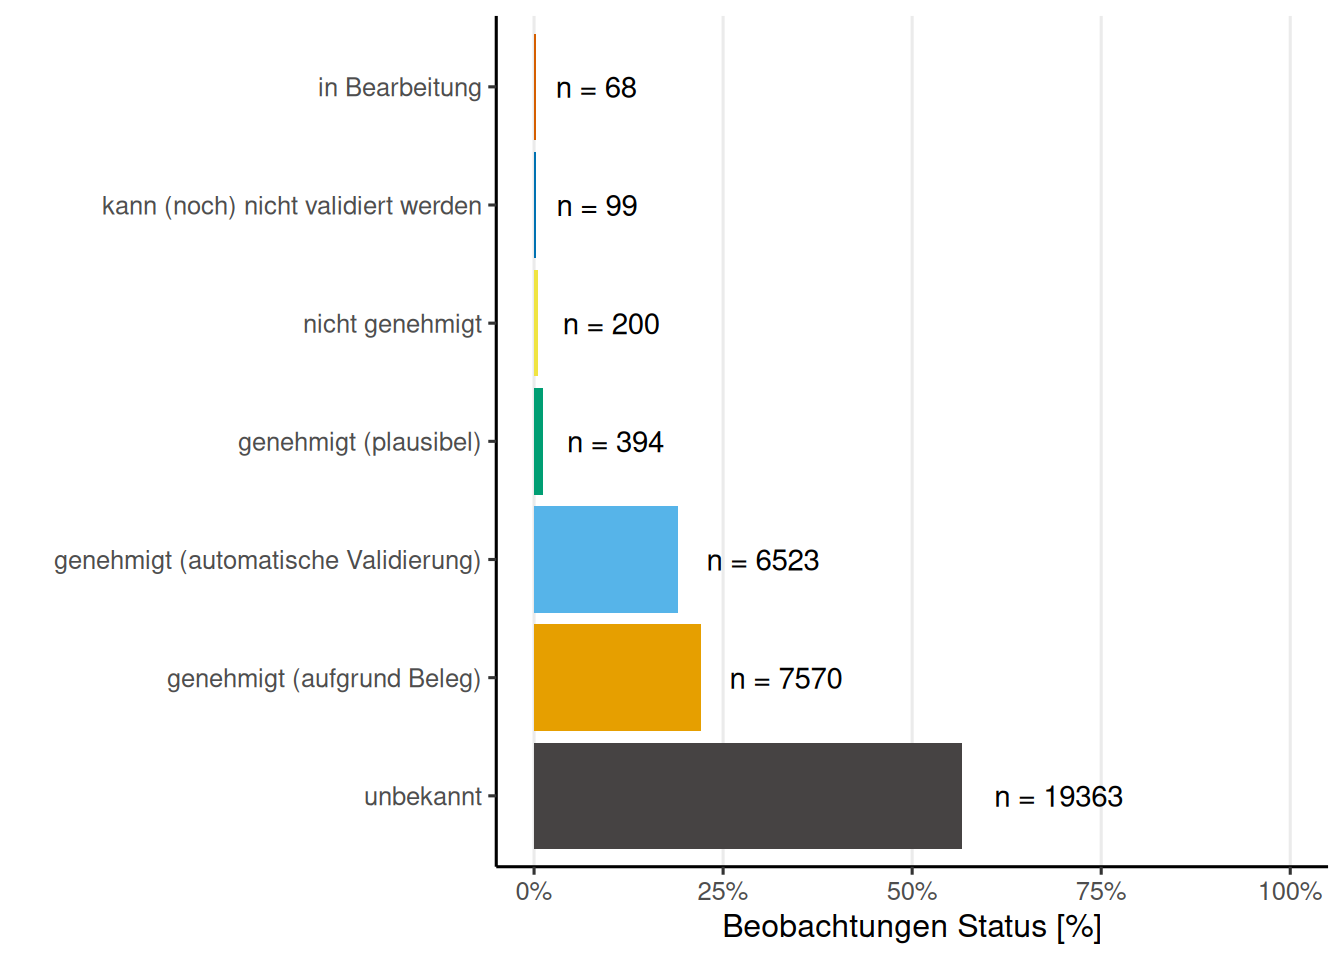 in Bearbeitung
n = 68
kann (noch) nicht validiert werden
n = 99
nicht genehmigt
n = 200
genehmigt (plausibel)
n = 394
genehmigt (automatische Validierung)
n = 6523
genehmigt (aufgrund Beleg)
n = 7570
unbekannt
n = 19363
0% 25% 50% 75% 100%
Beobachtungen Status [%]